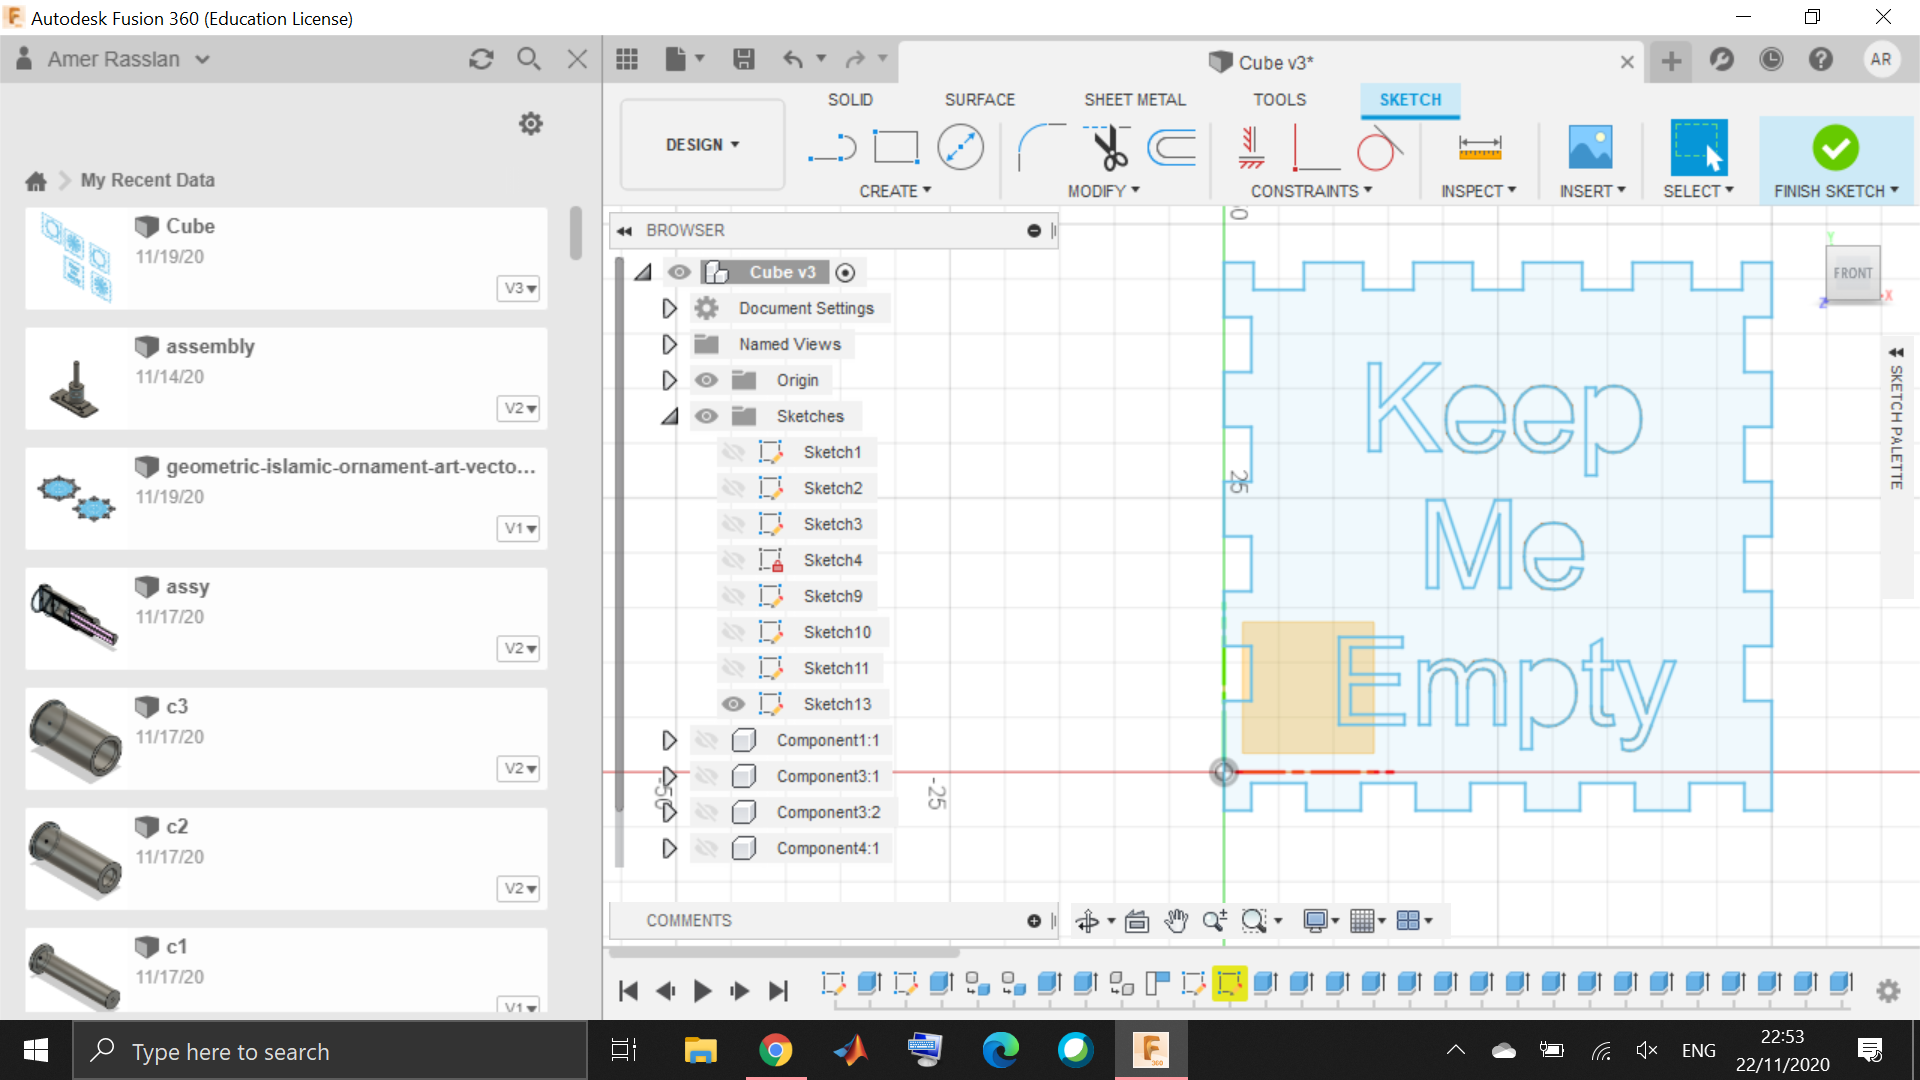 Autodesk Fusion 360 (Education License)
Amer Rasslan
Cube v3*
AR
SOLID
SURFACE
SHEET METAL
TOOLS
SKETCH
DESIGN
CREATE
MODIFY
CONSTRAINTS
INSPECT
INSERT
SELECT
FINISH SKETCH
My Recent Data
Cube
11/19/20
V3
assembly
11/14/20
V2
geometric-islamic-ornament-art-vecto...
11/19/20
V1
assy
11/17/20
V2
c3
11/17/20
V2
c2
11/17/20
V2
c1
11/17/20
V1
BROWSER
Cube v3
Document Settings
Named Views
Origin
Sketches
Sketch1
Sketch2
Sketch3
Sketch4
Sketch9
Sketch10
Sketch11
Sketch13
Component1:1
Component3:1
Component3:2
Component4:1
COMMENTS
-50
-25
25
Keep
Me
Empty
Y
FRONT
X
Z
SKETCH PALETTE
Type here to search
ENG
22:53
22/11/2020